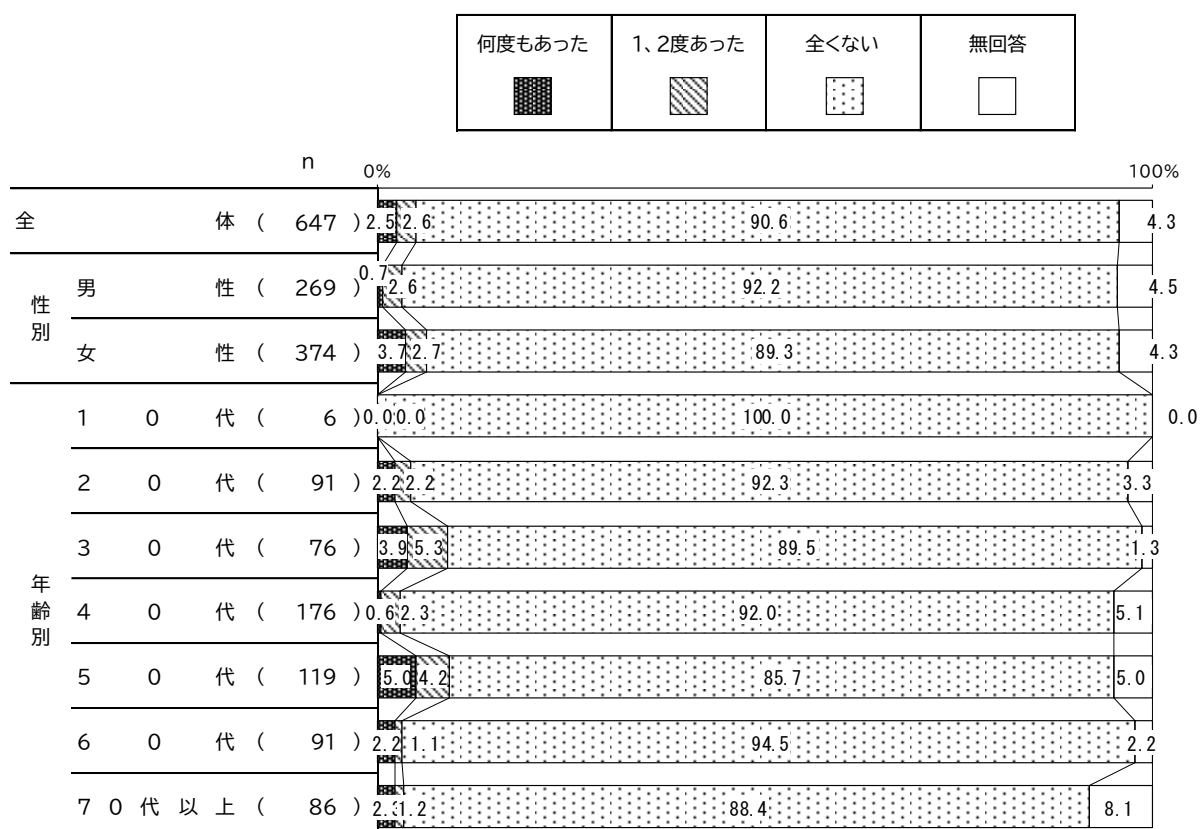 何度もあった 1、2度あった 全くない 無回答
n 0% 100%
全体 ( 647 ) 2.5 2.6 90.6 4.3
性別
男性 ( 269 ) 0.7 2.6 92.2 4.5
女性 ( 374 ) 3.7 2.7 89.3 4.3
年齢別
10代 ( 6 ) 0.0 0.0 100.0 0.0
20代 ( 91 ) 2.2 2.2 92.3 3.3
30代 ( 76 ) 3.9 5.3 89.5 1.3
40代 ( 176 ) 0.6 2.3 92.0 5.1
50代 ( 119 ) 5.0 4.2 85.7 5.0
60代 ( 91 ) 2.2 1.1 94.5 2.2
70代以上 ( 86 ) 2.3 1.2 88.4 8.1